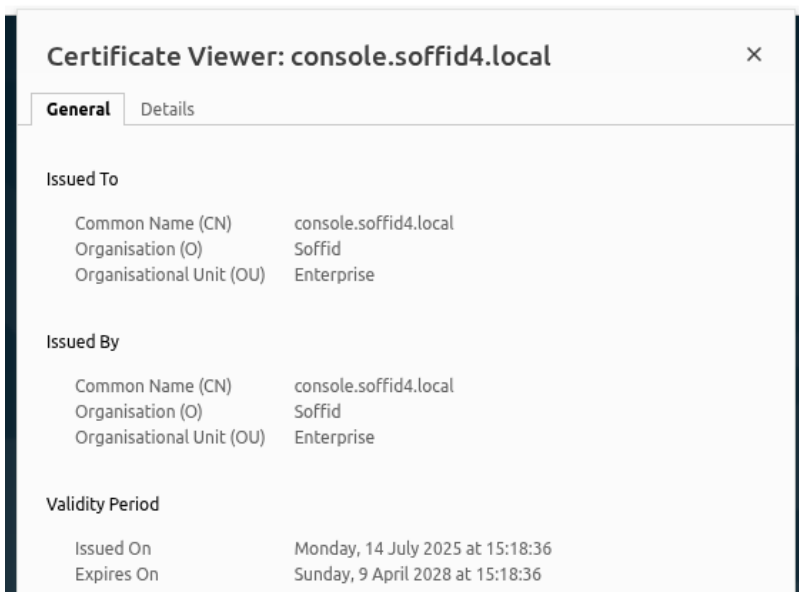 Certificate Viewer: console.soffid4.local
General Details
Issued To
Common Name (CN) console.soffid4.local
Organisation (O) Soffid
Organisational Unit (OU) Enterprise
Issued By
Common Name (CN) console.soffid4.local
Organisation (O) Soffid
Organisational Unit (OU) Enterprise
Validity Period
Issued On Monday, 14 July 2025 at 15:18:36
Expires On Sunday, 9 April 2028 at 15:18:36